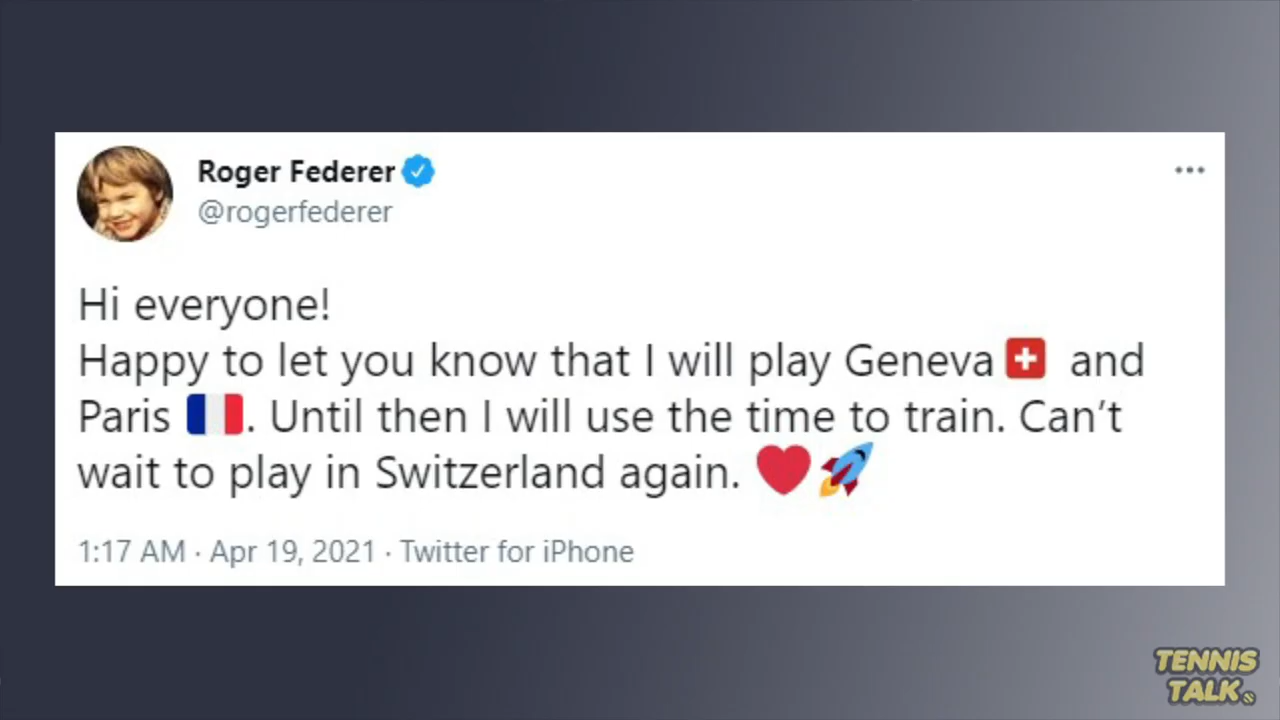 Roger Federer
@rogerfederer
Hi everyone!
Happy to let you know that I will play Geneva🇨🇭 and
Paris 🇫🇷. Until then I will use the time to train. Can’t
wait to play in Switzerland again. ❤️🚀
1:17 AM · Apr 19, 2021 · Twitter for iPhone
TENNIS
TALK